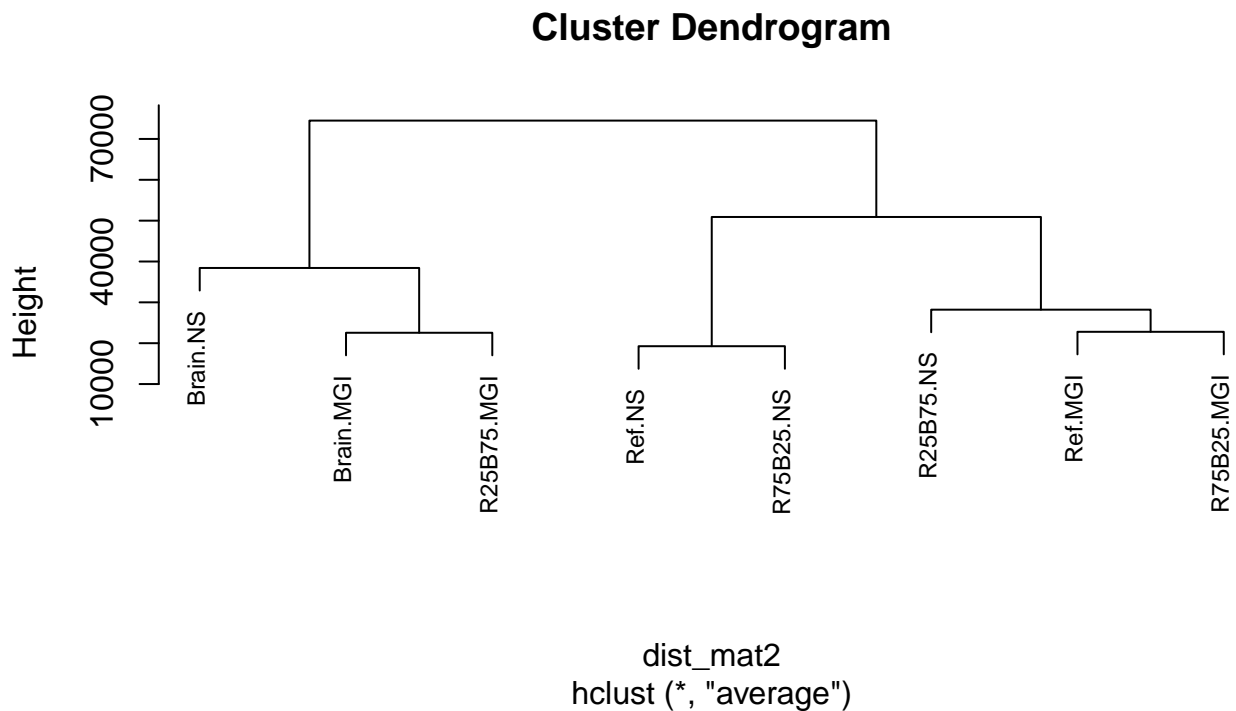 Cluster Dendrogram
Height
10000
40000
70000
Brain.NS
Brain.MGI
R25B75.MGI
Ref.NS
R75B25.NS
R25B75.NS
Ref.MGI
R75B25.MGI
dist_mat2
hclust (*, "average")